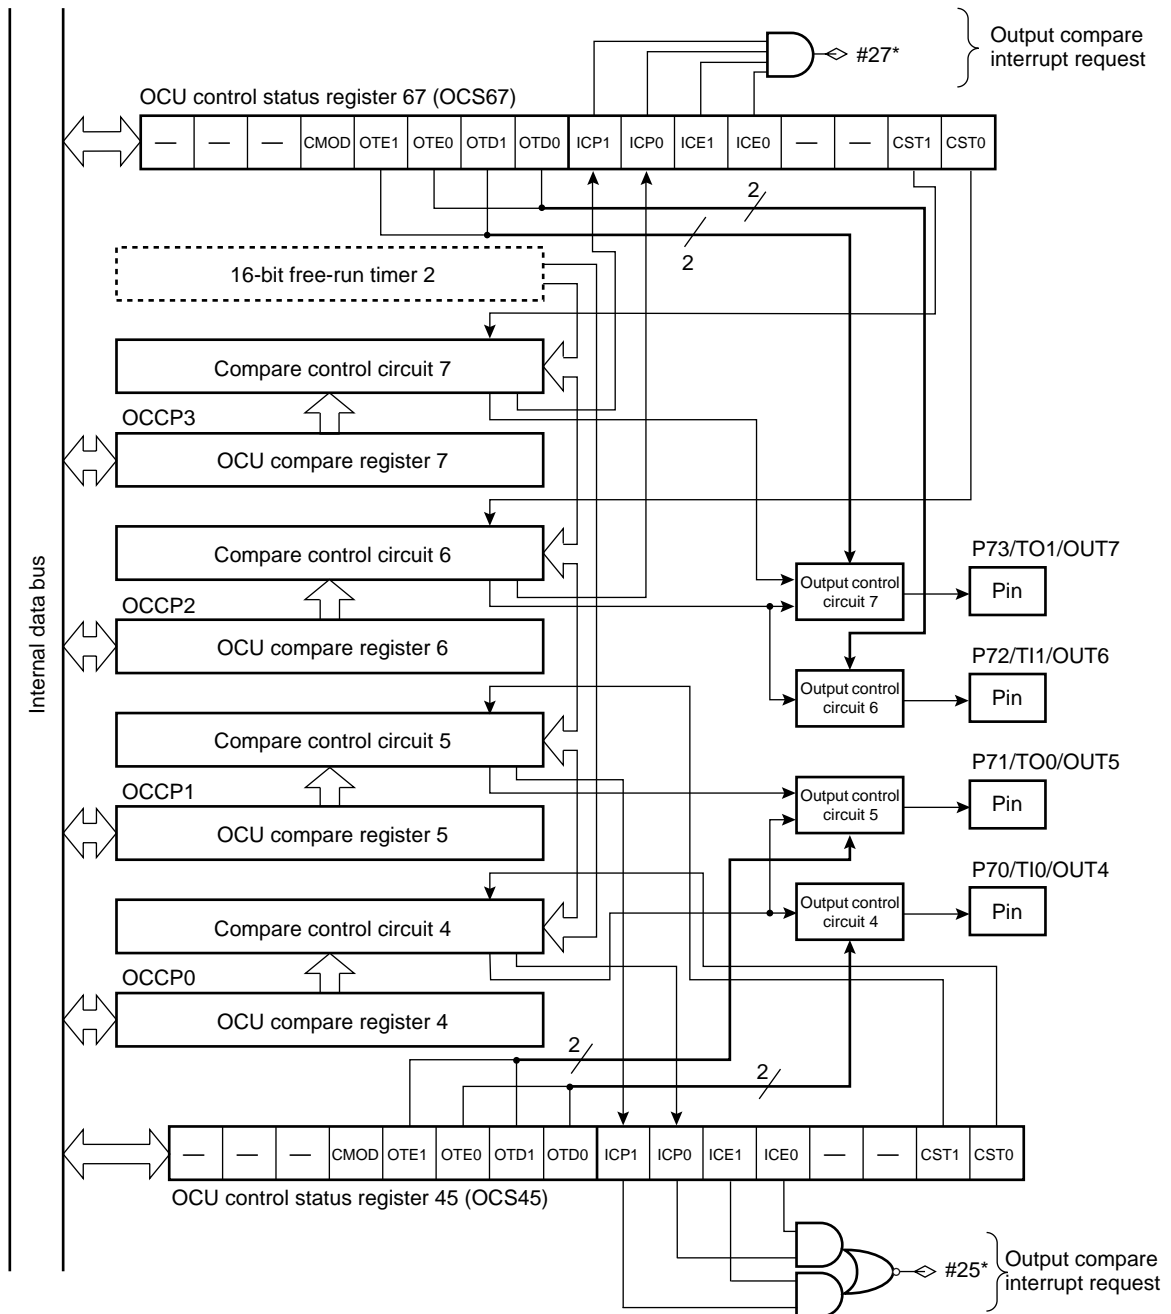 Output compare
interrupt request
#27*
OCU control status register 67 (OCS67)
— — — CMOD OTE1 OTE0 OTD1 OTD0 ICP1 ICP0 ICE1 ICE0 — — CST1 CST0
2
2
16-bit free-run timer 2
Compare control circuit 7
OCCP3
OCU compare register 7
Compare control circuit 6
OCCP2
OCU compare register 6
Compare control circuit 5
OCCP1
OCU compare register 5
Compare control circuit 4
OCCP0
OCU compare register 4
Internal data bus
P73/TO1/OUT7
Output control
circuit 7
Pin
P72/TI1/OUT6
Output control
circuit 6
Pin
P71/TO0/OUT5
Output control
circuit 5
Pin
P70/TI0/OUT4
Output control
circuit 4
Pin
2
2
— — — CMOD OTE1 OTE0 OTD1 OTD0 ICP1 ICP0 ICE1 ICE0 — — CST1 CST0
OCU control status register 45 (OCS45)
#25*
Output compare
interrupt request